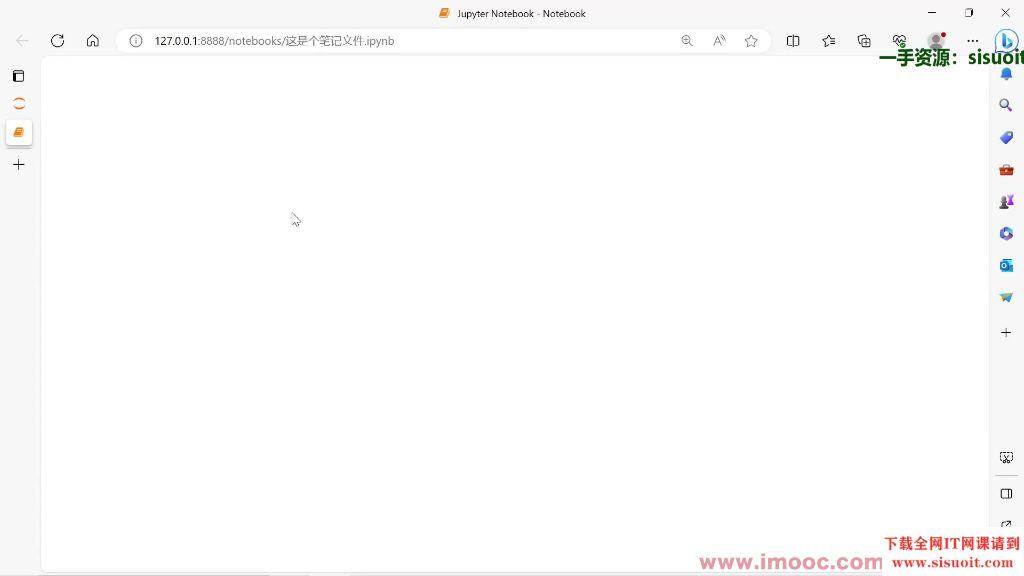 Jupyter Notebook - Notebook
127.0.0.1:8888/notebooks/这是个笔记文件.ipynb
一手资源：sisuoit
下载全网IT网课请到
www.imooc.com
www.sisuoit.com